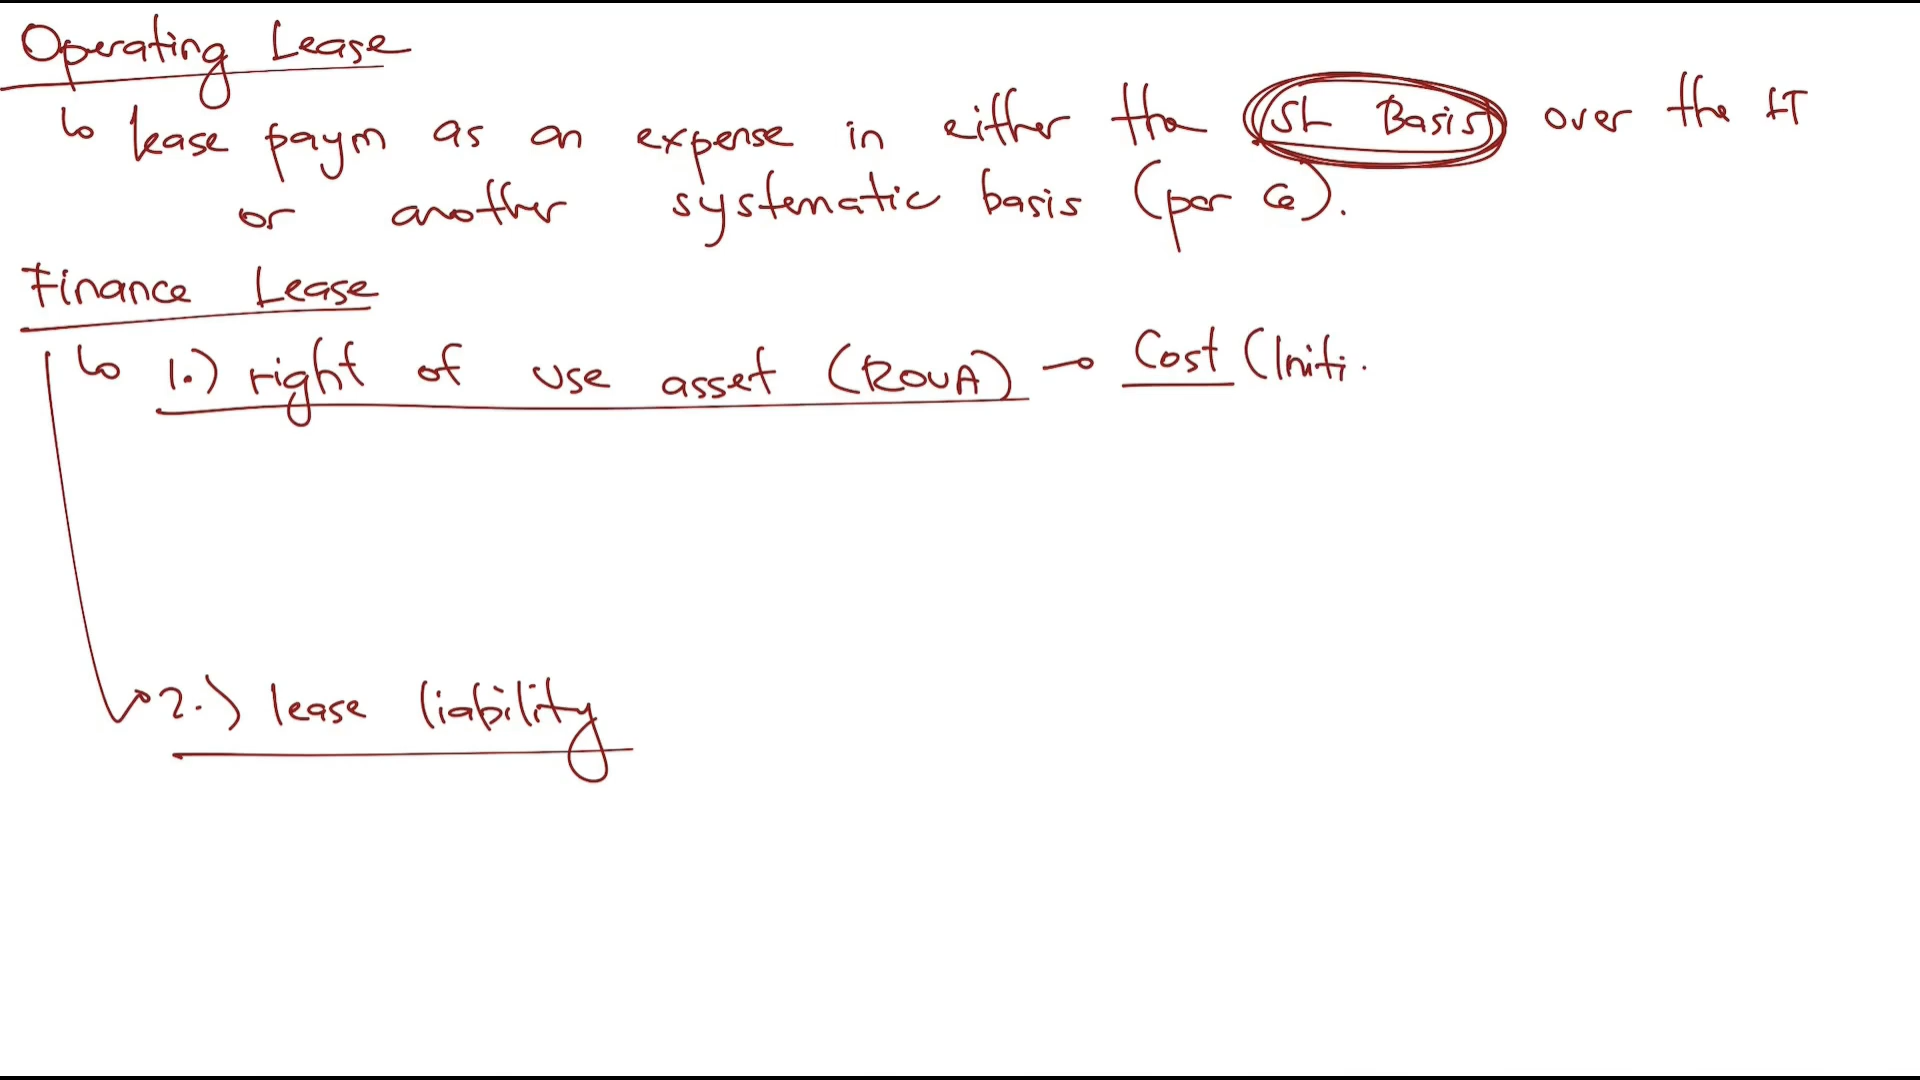 Operating Lease
lease paym as an expense in either the SL Basis over the LT
or another systematic basis (per Co).
Finance Lease
1.) right of use asset (ROUA) → Cost (Initi.
2.) lease liability